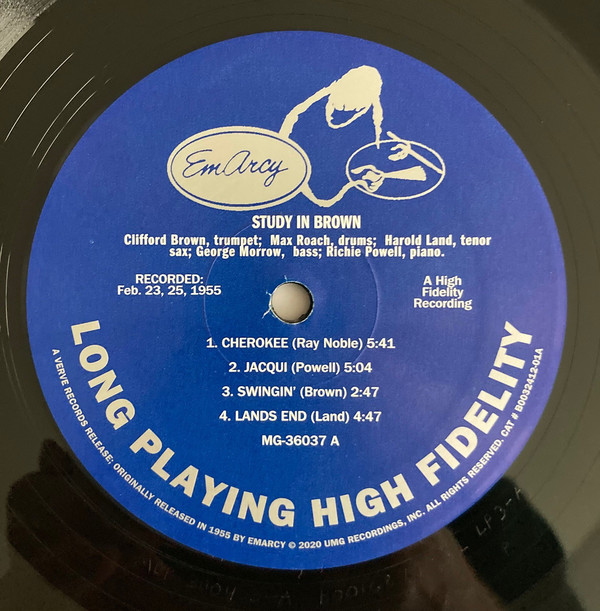 EmArcy
STUDY IN BROWN
Clifford Brown, trumpet; Max Roach, drums; Harold Land, tenor
sax; George Morrow, bass; Richie Powell, piano.
RECORDED:
Feb. 23, 25, 1955
A High
Fidelity
Recording
1. CHEROKEE (Ray Noble) 5:41
2. JACQUI (Powell) 5:04
3. SWINGIN' (Brown) 2:47
4. LANDS END (Land) 4:47
MG-36037 A
LONG PLAYING HIGH FIDELITY
A VERVE RECORDS RELEASE; ORIGINALLY RELEASED IN 1955 BY EMARCY © 2020 UMG RECORDINGS, INC. ALL RIGHTS RESERVED. CAT # B0032412-01A